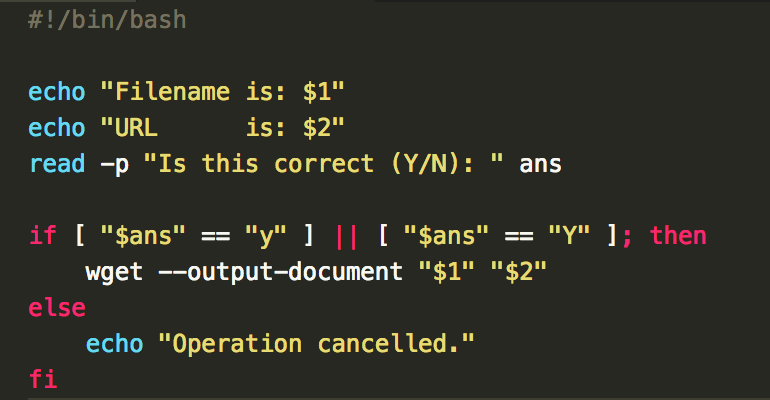 #!/bin/bash
echo "Filename is: $1"
echo "URL      is: $2"
read -p "Is this correct (Y/N): " ans
if [ "$ans" == "y" ] || [ "$ans" == "Y" ]; then
    wget --output-document "$1" "$2"
else
    echo "Operation cancelled."
fi